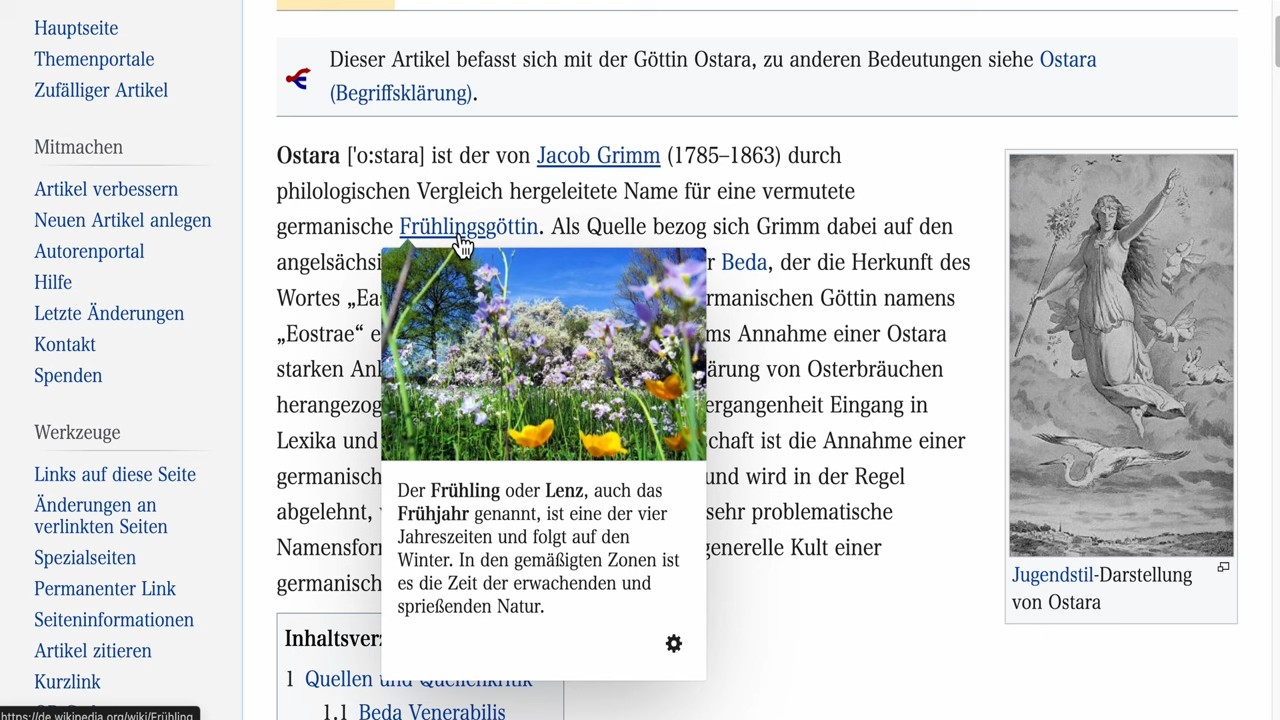 Hauptseite
Themenportale
Zufälliger Artikel
Mitmachen
Artikel verbessern
Neuen Artikel anlegen
Autorenportal
Hilfe
Letzte Änderungen
Kontakt
Spenden
Werkzeuge
Links auf diese Seite
Änderungen an
verlinkten Seiten
Spezialseiten
Permanenter Link
Seiteninformationen
Artikel zitieren
Kurzlink
https://de.wikipedia.org/wiki/Frühling
Dieser Artikel befasst sich mit der Göttin Ostara, zu anderen Bedeutungen siehe Ostara
(Begriffsklärung).
Ostara ['o:stara] ist der von Jacob Grimm (1785–1863) durch
philologischen Vergleich hergeleitete Name für eine vermutete
germanische Frühlingsgöttin. Als Quelle bezog sich Grimm dabei auf den
angelsächsi r Beda, der die Herkunft des
Wortes „Eas rmanischen Göttin namens
„Eostrae“ e ms Annahme einer Ostara
starken Anl ärung von Osterbräuchen
herangezog ergangenheit Eingang in
Lexika und schaft ist die Annahme einer
germanisch und wird in der Regel
abgelehnt, sehr problematische
Namensfor generelle Kult einer
germanisch
Der Frühling oder Lenz, auch das
Frühjahr genannt, ist eine der vier
Jahreszeiten und folgt auf den
Winter. In den gemäßigten Zonen ist
es die Zeit der erwachenden und
sprießenden Natur.
Inhaltsverz
1 Quellen und Quellenkritik
1.1 Beda Venerabilis
Jugendstil-Darstellung
von Ostara